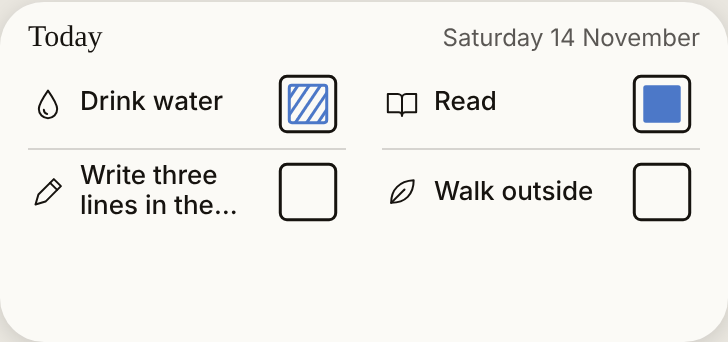 Today
Saturday 14 November
Drink water
Read
Write three
lines in the...
Walk outside